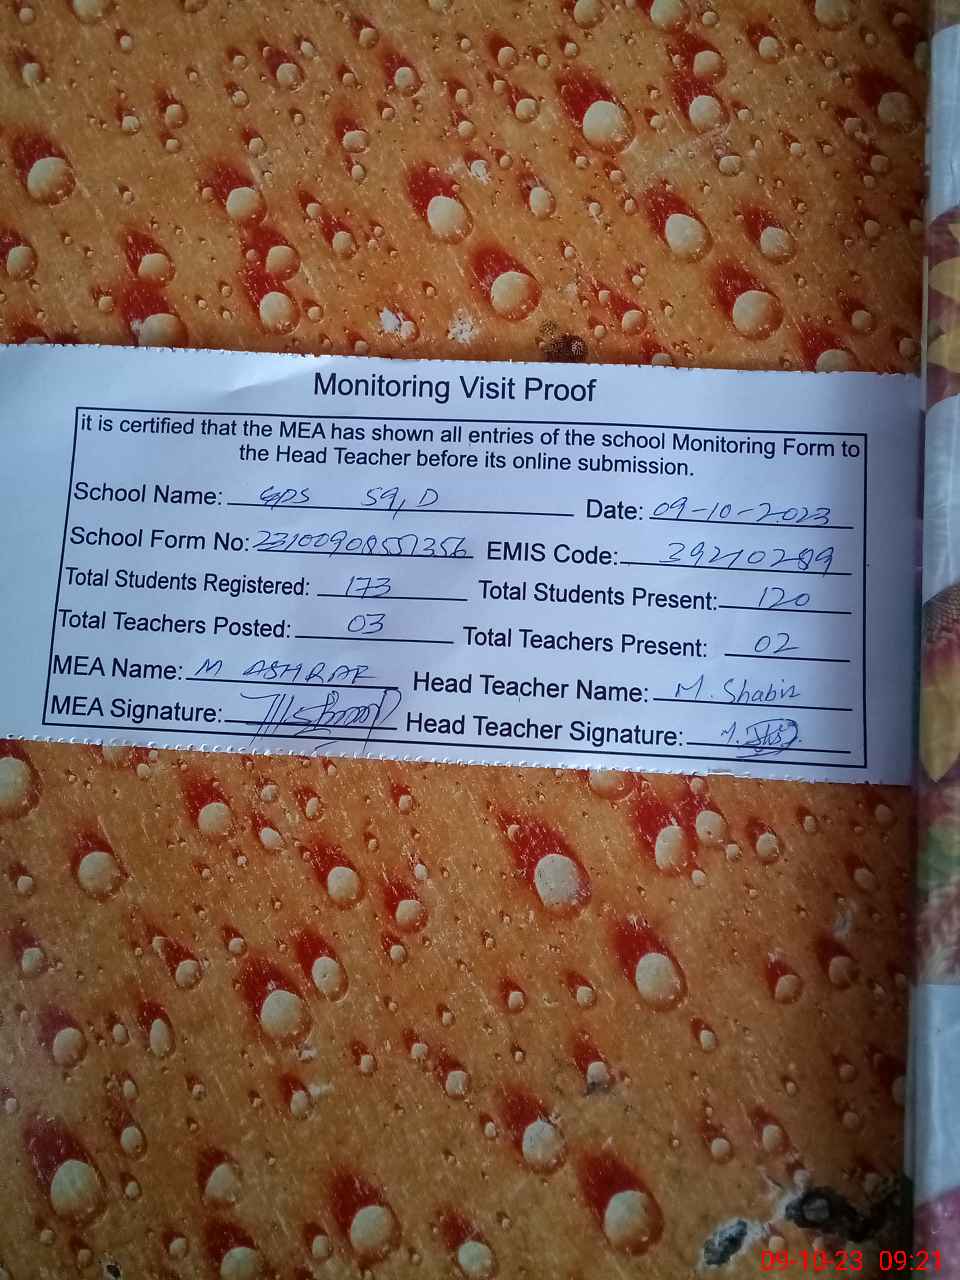 Monitoring Visit Proof
it is certified that the MEA has shown all entries of the school Monitoring Form to
the Head Teacher before its online submission.
School Name: GPS 59, D Date: 09-10-2023
School Form No: 23100908551356 EMIS Code: 39210289
Total Students Registered: 173 Total Students Present: 120
Total Teachers Posted: 03 Total Teachers Present: 02
MEA Name: M ASHRAF Head Teacher Name: M. Shabir
MEA Signature: Head Teacher Signature:
09-10-23 09:21